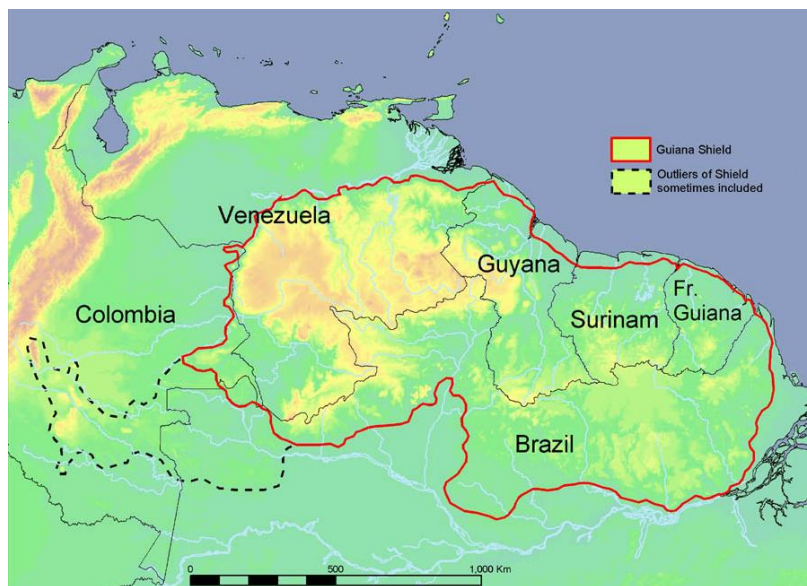 Guiana Shield
Outliers of Shield
sometimes included
Venezuela
Guyana
Colombia
Surinam
Fr.
Guiana
Brazil
0 500 1,000 Km